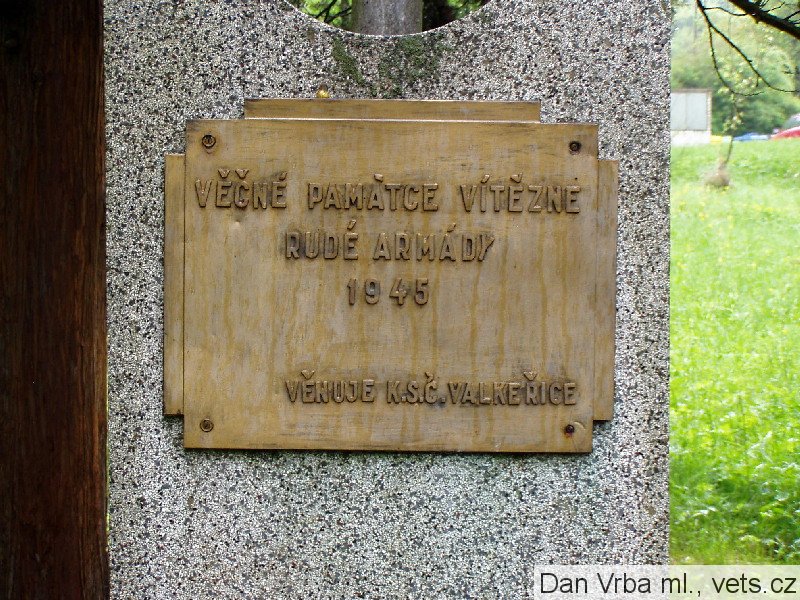 VĚČNÉ PAMÁTCE VÍTĚZNÉ
RUDÉ ARMÁDY
1945
VĚNUJE K.S.Č. VALKEŘICE
Dan Vrba ml., vets.cz